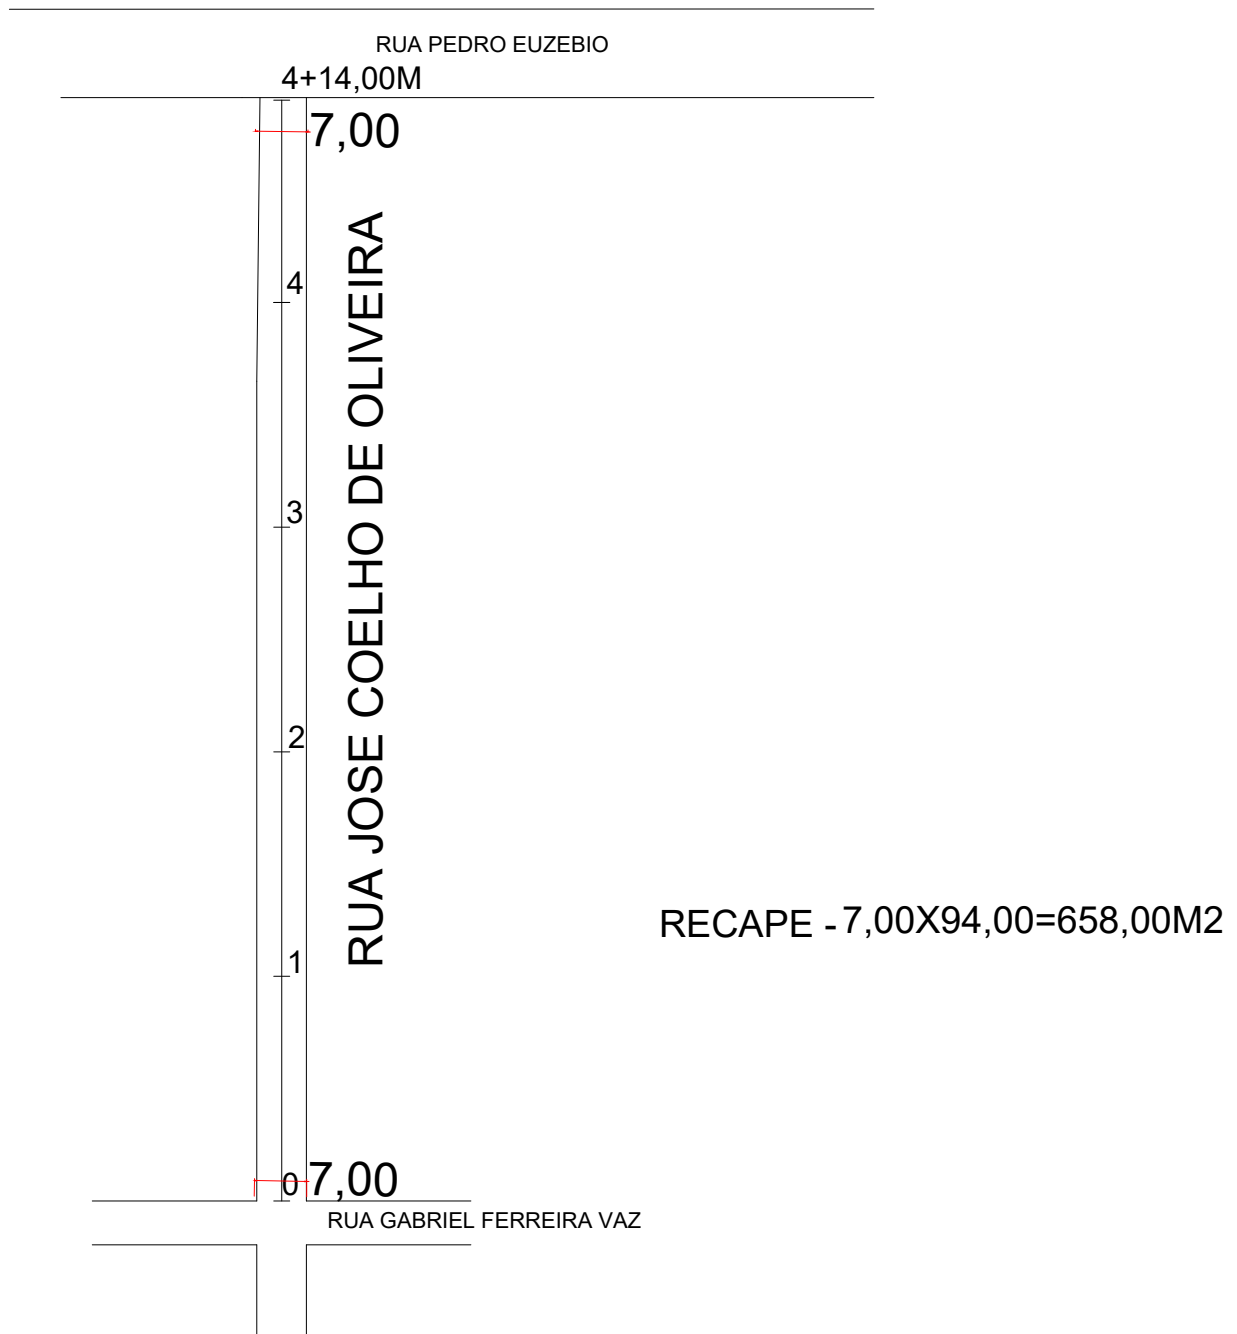 RUA PEDRO EUZEBIO
4+14,00M
7,00
4
RUA JOSE COELHO DE OLIVEIRA
3
2
1
RECAPE - 7,00X94,00=658,00M2
0
7,00
RUA GABRIEL FERREIRA VAZ